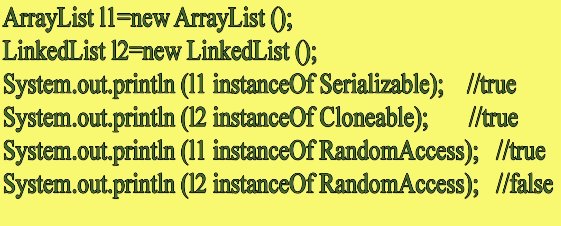 ArrayList l1=new ArrayList ();
LinkedList l2=new LinkedList ();
System.out.println (l1 instanceOf Serializable); //true
System.out.println (l2 instanceOf Cloneable); //true
System.out.println (l1 instanceOf RandomAccess); //true
System.out.println (l2 instanceOf RandomAccess); //false